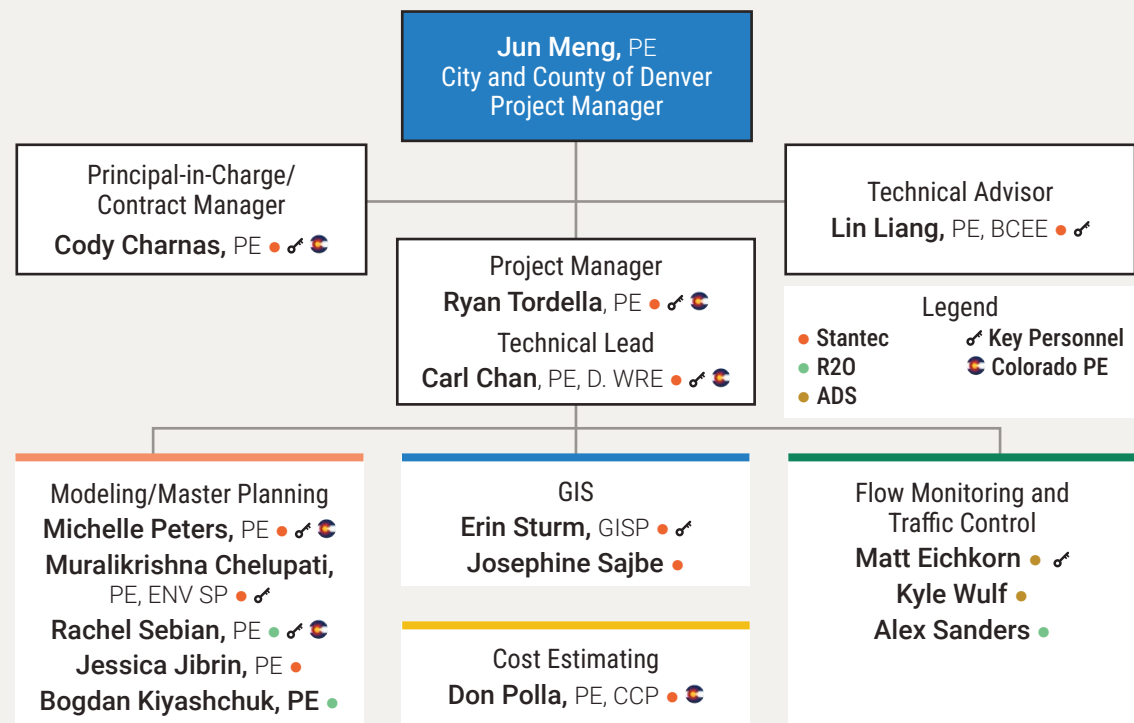 Jun Meng, PE
City and County of Denver
Project Manager
Principal-in-Charge/
Contract Manager
Cody Charnas, PE
Technical Advisor
Lin Liang, PE, BCEE
Project Manager
Ryan Tordella, PE
Technical Lead
Carl Chan, PE, D. WRE
Legend
Stantec
R2O
ADS
Key Personnel
Colorado PE
Modeling/Master Planning
Michelle Peters, PE
Muralikrishna Chelupati,
PE, ENV SP
Rachel Sebian, PE
Jessica Jibrin, PE
Bogdan Kiyashchuk, PE
GIS
Erin Sturm, GISP
Josephine Sajbe
Cost Estimating
Don Polla, PE, CCP
Flow Monitoring and
Traffic Control
Matt Eichkorn
Kyle Wulf
Alex Sanders